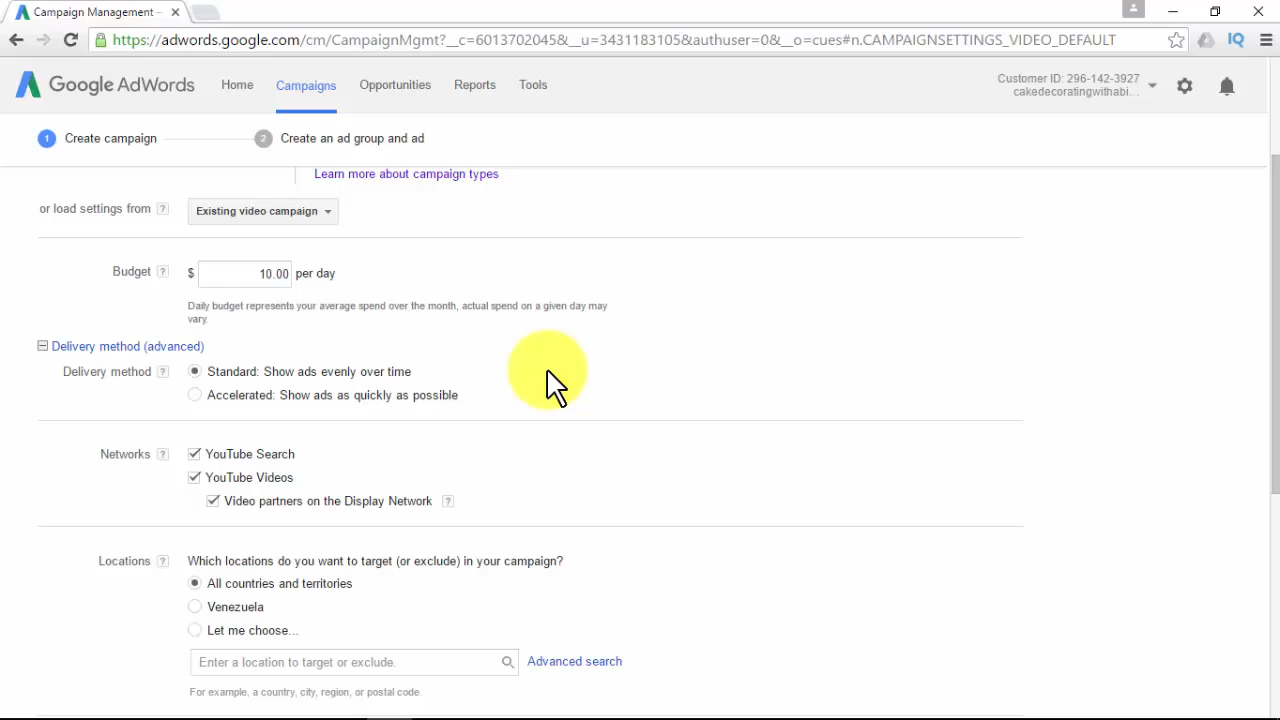 Campaign Management –
https://adwords.google.com/cm/CampaignMgmt?__c=6013702045&__u=3431183105&authuser=0&__o=cues#n.CAMPAIGNSETTINGS_VIDEO_DEFAULT
IQ
Google AdWords Home Campaigns Opportunities Reports Tools
Customer ID: 296-142-3927
cakedecoratingwithabi...
1 Create campaign 2 Create an ad group and ad
Learn more about campaign types
or load settings from ? Existing video campaign
Budget ? $ 10.00 per day
Daily budget represents your average spend over the month, actual spend on a given day may
vary.
Delivery method (advanced)
Delivery method ? Standard: Show ads evenly over time
Accelerated: Show ads as quickly as possible
Networks ? YouTube Search
YouTube Videos
Video partners on the Display Network ?
Locations ? Which locations do you want to target (or exclude) in your campaign?
All countries and territories
Venezuela
Let me choose...
Enter a location to target or exclude. Advanced search
For example, a country, city, region, or postal code.